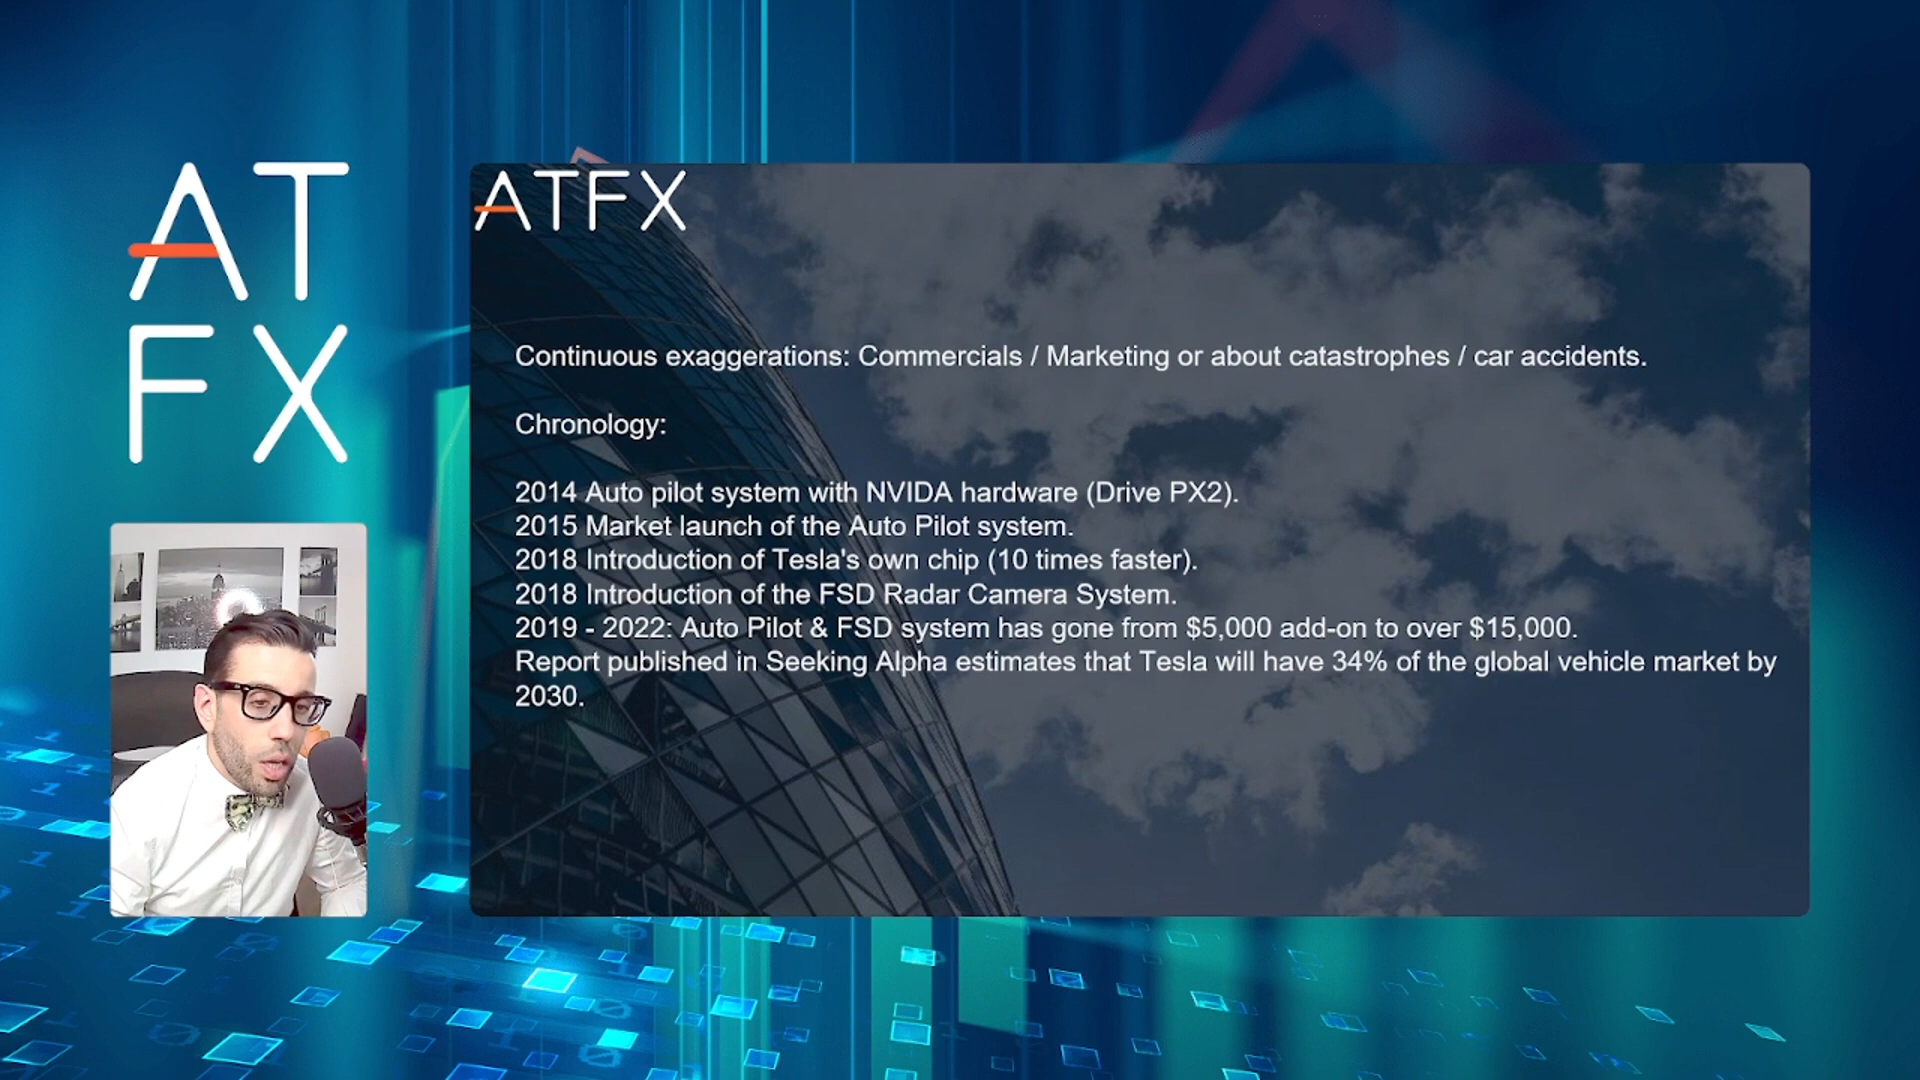 AT
FX
ATFX
Continuous exaggerations: Commercials / Marketing or about catastrophes / car accidents.
Chronology:
2014 Auto pilot system with NVIDA hardware (Drive PX2).
2015 Market launch of the Auto Pilot system.
2018 Introduction of Tesla's own chip (10 times faster).
2018 Introduction of the FSD Radar Camera System.
2019 - 2022: Auto Pilot & FSD system has gone from $5,000 add-on to over $15,000.
Report published in Seeking Alpha estimates that Tesla will have 34% of the global vehicle market by
2030.